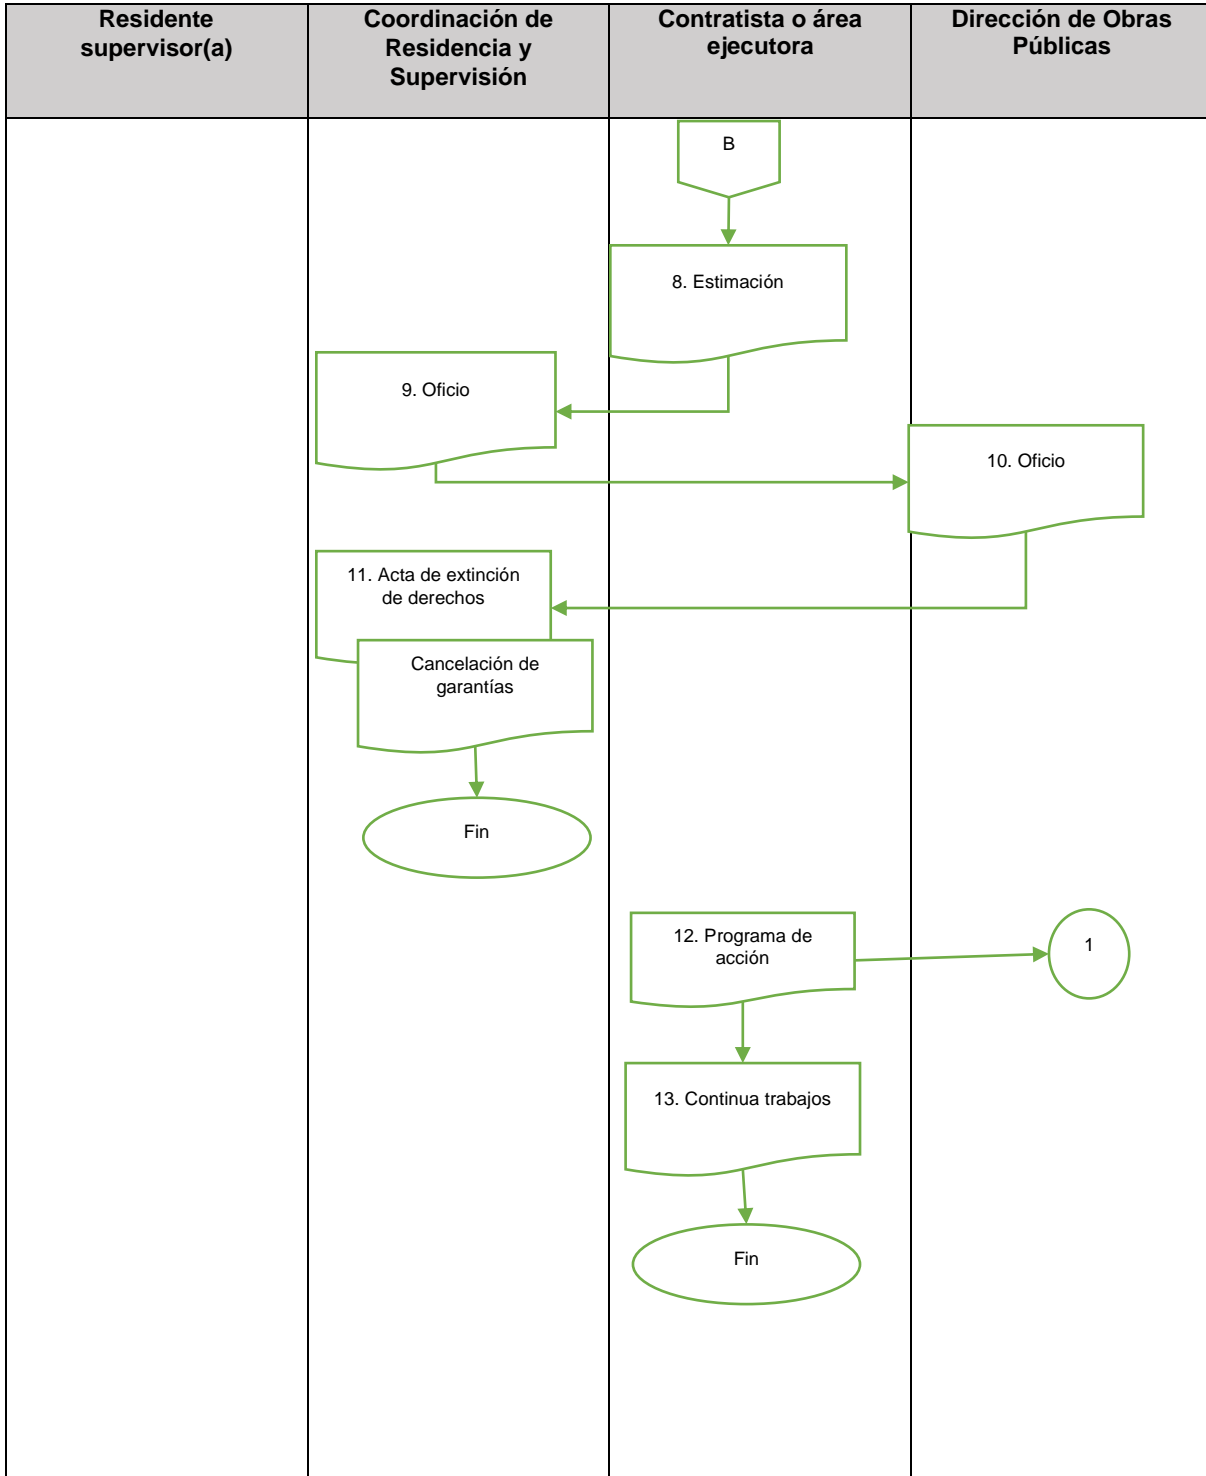 Residente
supervisor(a)
Coordinación de
Residencia y
Supervisión
Contratista o área
ejecutora
Dirección de Obras
Públicas
B
8. Estimación
9. Oficio
10. Oficio
11. Acta de extinción
de derechos
Cancelación de
garantías
Fin
12. Programa de
acción
1
13. Continua trabajos
Fin